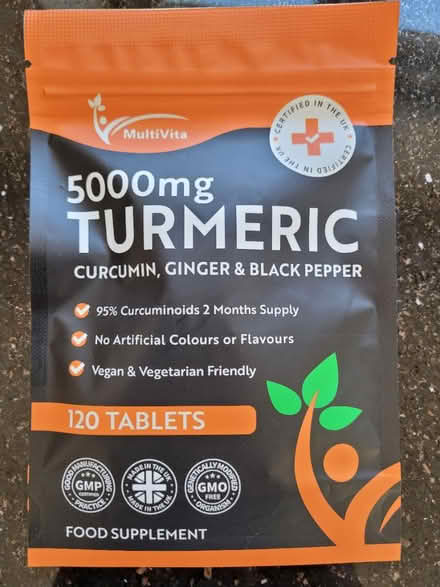 MultiVita
CERTIFIED IN THE UK
CERTIFIED IN THE UK
5000mg
TURMERIC
CURCUMIN, GINGER & BLACK PEPPER
95% Curcuminoids 2 Months Supply
No Artificial Colours or Flavours
Vegan & Vegetarian Friendly
120 TABLETS
GOOD MANUFACTURING
GMP
CERTIFIED
PRACTICE
MADE IN THE UK
MADE IN THE UK
GENETICALLY MODIFIED
GMO
FREE
ORGANISM
FOOD SUPPLEMENT